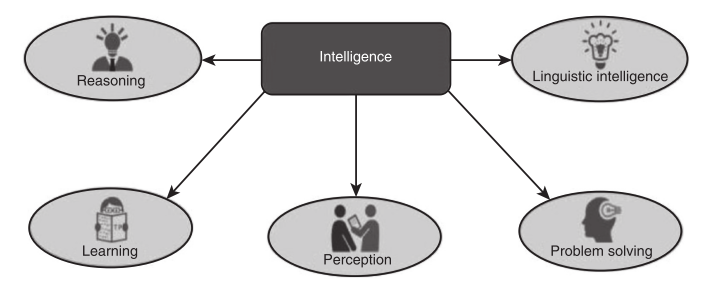 Intelligence
Reasoning
Linguistic intelligence
Learning
Perception
Problem solving